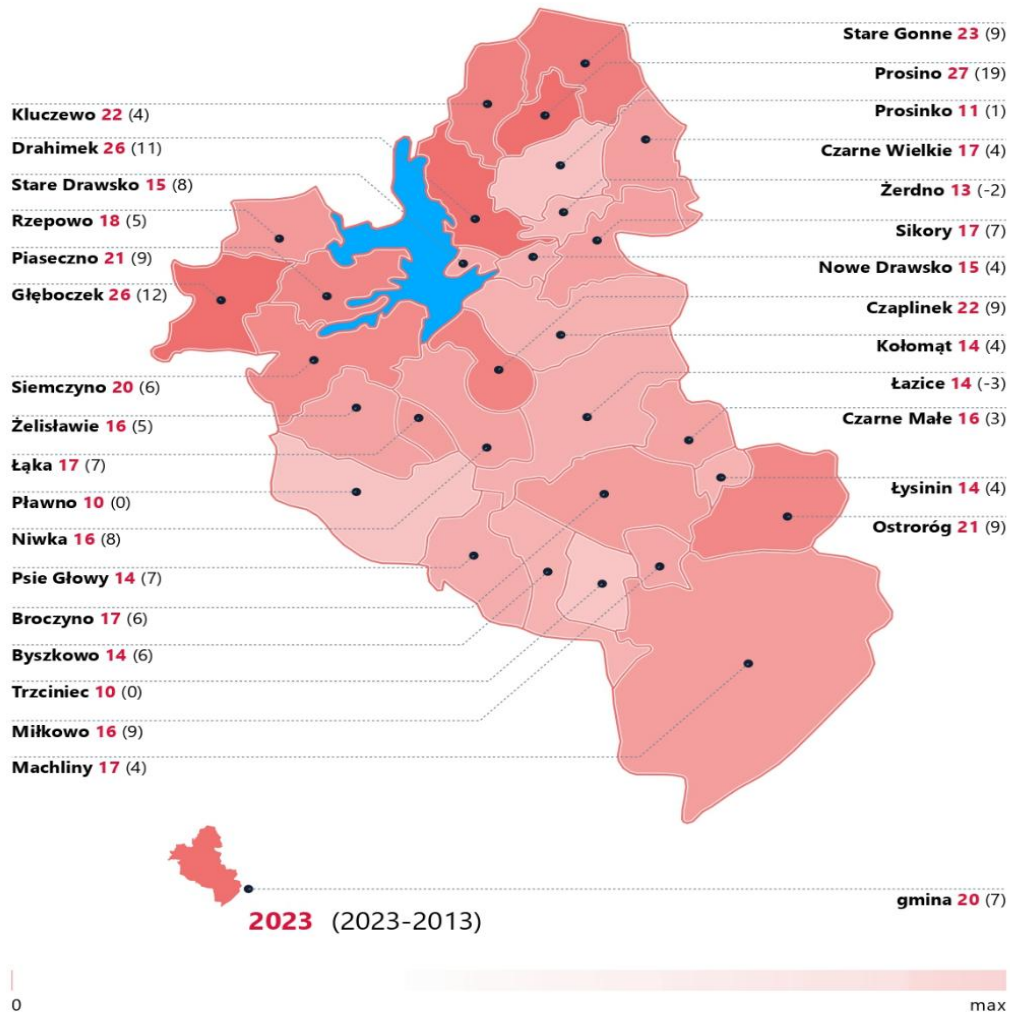 Stare Gonne 23 (9)
Prosino 27 (19)
Prosinko 11 (1)
Czarne Wielkie 17 (4)
Żerdno 13 (-2)
Sikory 17 (7)
Nowe Drawsko 15 (4)
Czaplinek 22 (9)
Kołomąt 14 (4)
Łazice 14 (-3)
Czarne Małe 16 (3)
Łysinin 14 (4)
Ostroróg 21 (9)
Kluczewo 22 (4)
Drahimek 26 (11)
Stare Drawsko 15 (8)
Rzepowo 18 (5)
Piaseczno 21 (9)
Głęboczek 26 (12)
Siemczyno 20 (6)
Żelisławie 16 (5)
Łąka 17 (7)
Pławno 10 (0)
Niwka 16 (8)
Psie Głowy 14 (7)
Broczyno 17 (6)
Byszkowo 14 (6)
Trzciniec 10 (0)
Miłkowo 16 (9)
Machliny 17 (4)
gmina 20 (7)
2023 (2023-2013)
0 max